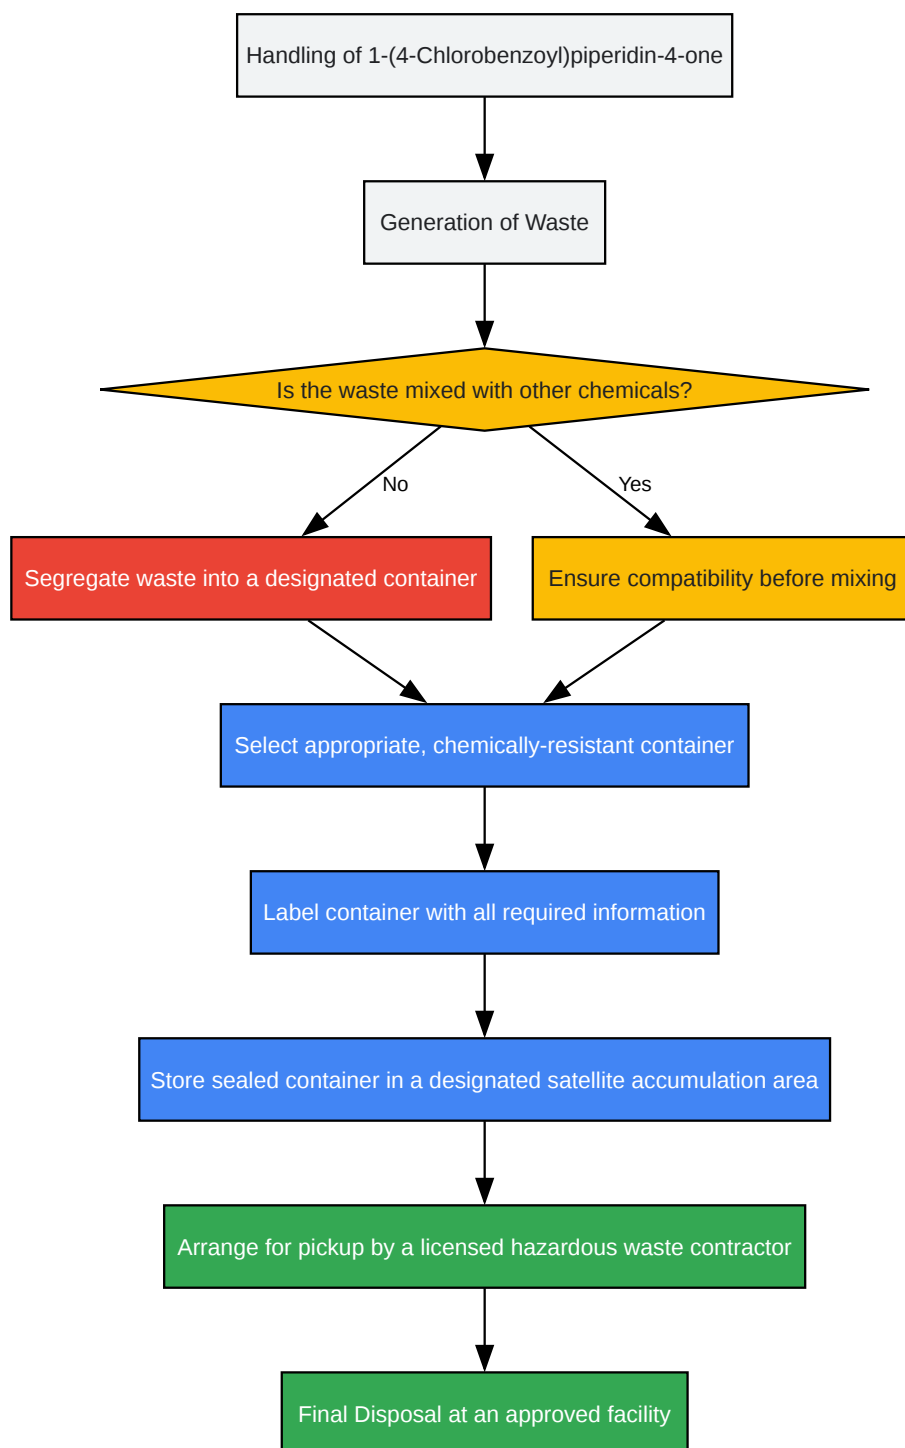 Handling of 1-(4-Chlorobenzoyl)piperidin-4-one
Generation of Waste
Is the waste mixed with other chemicals?
No
Yes
Segregate waste into a designated container
Ensure compatibility before mixing
Select appropriate, chemically-resistant container
Label container with all required information
Store sealed container in a designated satellite accumulation area
Arrange for pickup by a licensed hazardous waste contractor
Final Disposal at an approved facility